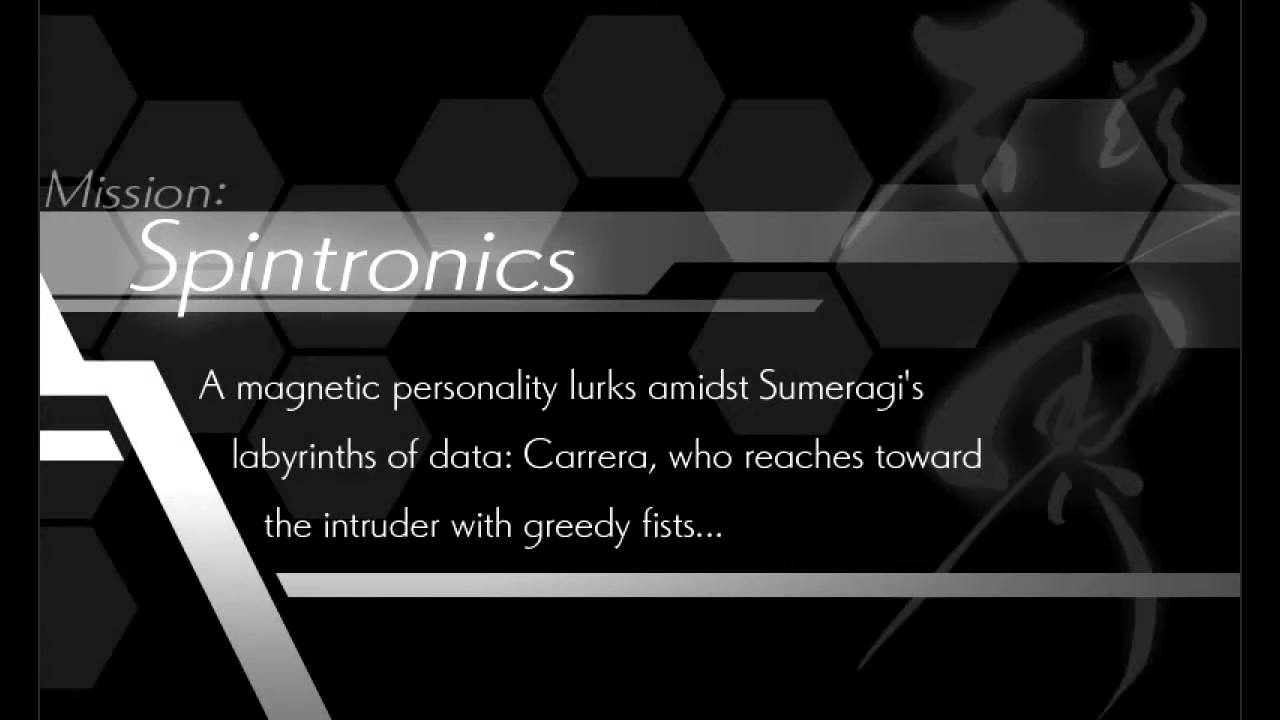 Mission:
Spintronics
A magnetic personality lurks amidst Sumeragi's
labyrinths of data: Carrera, who reaches toward
the intruder with greedy fists...